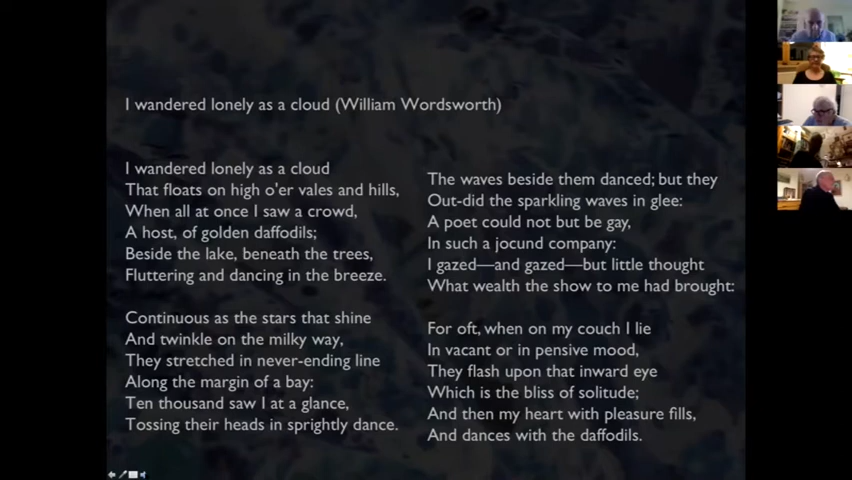 I wandered lonely as a cloud (William Wordsworth)
I wandered lonely as a cloud
That floats on high o'er vales and hills,
When all at once I saw a crowd,
A host, of golden daffodils;
Beside the lake, beneath the trees,
Fluttering and dancing in the breeze.
Continuous as the stars that shine
And twinkle on the milky way,
They stretched in never-ending line
Along the margin of a bay:
Ten thousand saw I at a glance,
Tossing their heads in sprightly dance.
The waves beside them danced; but they
Out-did the sparkling waves in glee:
A poet could not but be gay,
In such a jocund company:
I gazed—and gazed—but little thought
What wealth the show to me had brought:
For oft, when on my couch I lie
In vacant or in pensive mood,
They flash upon that inward eye
Which is the bliss of solitude;
And then my heart with pleasure fills,
And dances with the daffodils.